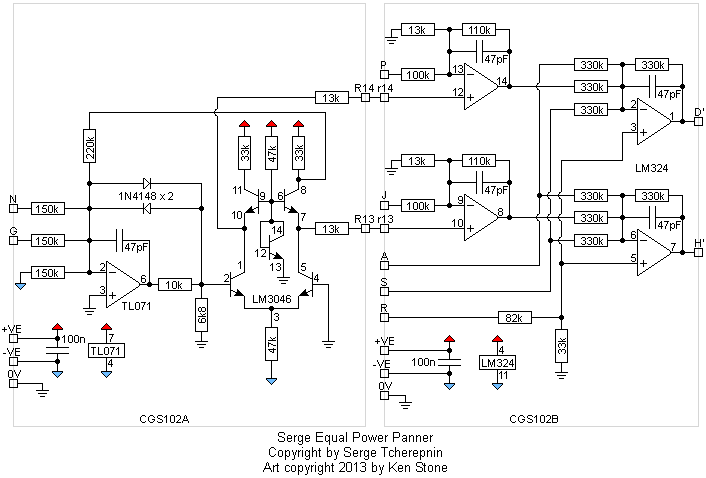 13k
110k
13k
110k
47pF
P
100k
13
14
12
330k
330k
330k
330k
47pF
2
3
1
D'
LM324
R14 r14
13k
220k
33k
47k
33k
11
9
6
8
10
7
14
12
13
1N4148 x 2
N
150k
G
150k
150k
47pF
2
3
6
TL071
10k
6k8
1
2
LM3046
5
4
3
47k
R13 r13
13k
13k
110k
47pF
J
100k
9
10
8
330k
330k
330k
330k
47pF
6
5
7
H'
A
S
R
82k
33k
+VE
100n
-VE
0V
7
TL071
4
+VE
100n
-VE
0V
4
LM324
11
CGS102A
CGS102B
Serge Equal Power Panner
Copyright by Serge Tcherepnin
Art copyright 2013 by Ken Stone